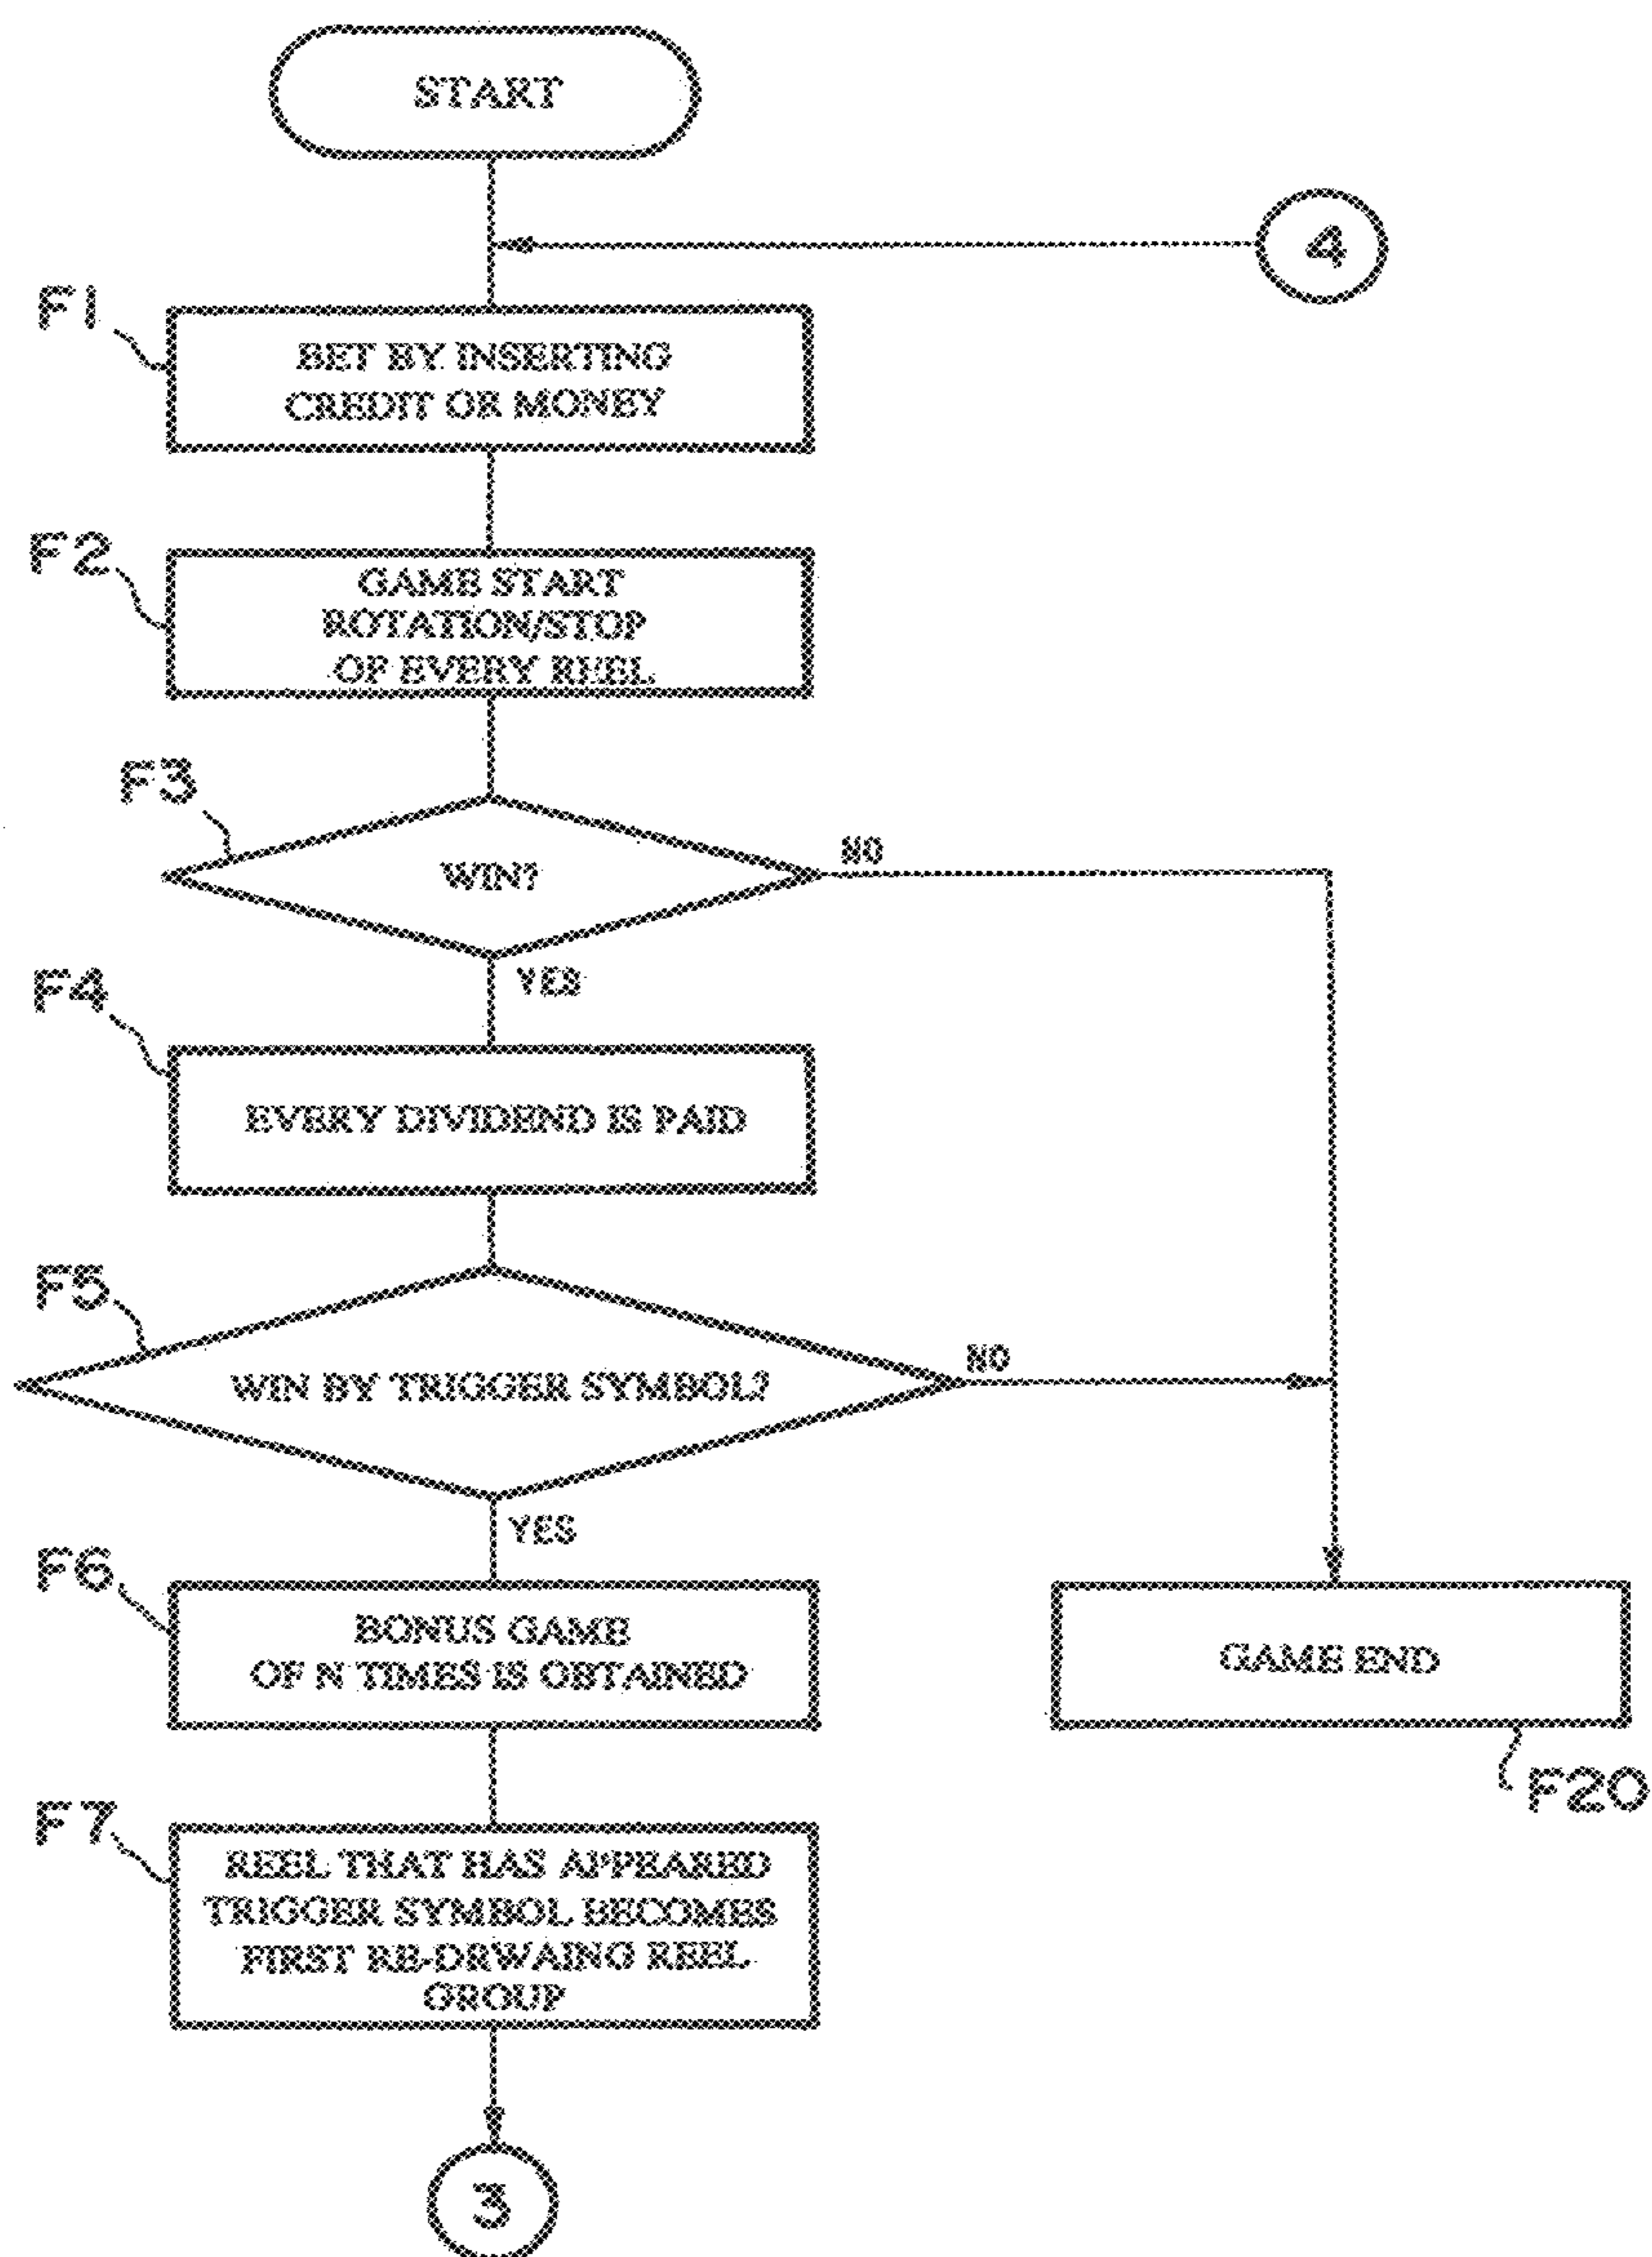 START
4
F1
BET BY INSERTING
CREDIT OR MONEY
F2
GAME START
ROTATION/STOP
OF EVERY REEL
F3
WIN?
NO
YES
F4
EVERY DIVIDEND IS PAID
F5
WIN BY TRIGGER SYMBOL?
NO
YES
F6
BONUS GAME
OF N TIMES IS OBTAINED
GAME END
F20
F7
REEL THAT HAS APPEARED
TRIGGER SYMBOL BECOMES
FIRST RE-DRWAING REEL
GROUP
3